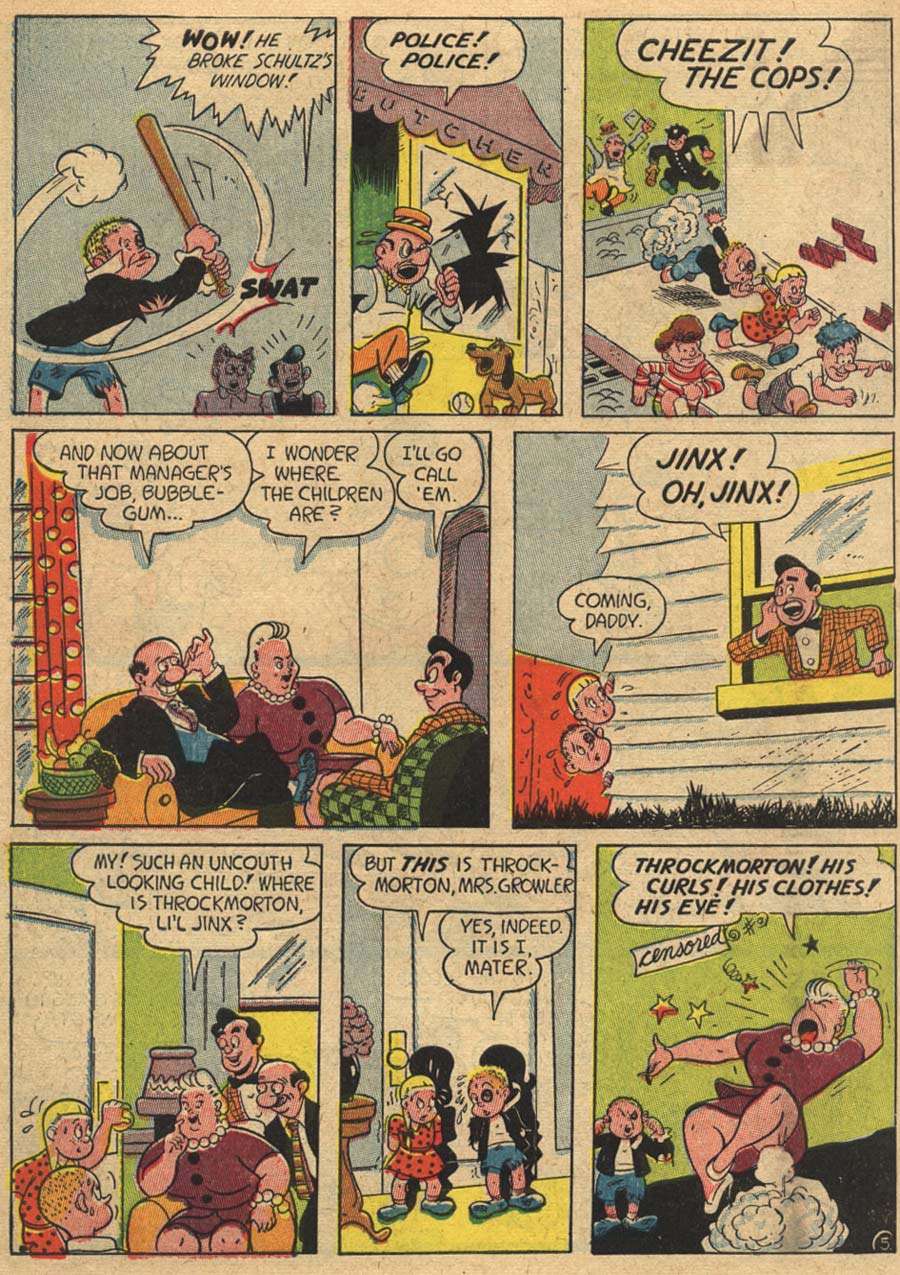 WOW! HE
BROKE SCHULTZ'S
WINDOW!
SWAT
POLICE!
POLICE!
BUTCHER
CHEEZIT!
THE COPS!
AND NOW ABOUT
THAT MANAGER'S
JOB, BUBBLE-
GUM...
I WONDER
WHERE
THE CHILDREN
ARE?
I'LL GO
CALL
'EM.
JINX!
OH, JINX!
COMING,
DADDY.
MY! SUCH AN UNCOUTH
LOOKING CHILD! WHERE
IS THROCKMORTON,
LI'L JINX?
BUT THIS IS THROCK-
MORTON, MRS. GROWLER
YES, INDEED.
IT IS I,
MATER.
THROCKMORTON! HIS
CURLS! HIS CLOTHES!
HIS EYE!
censored @#?
5